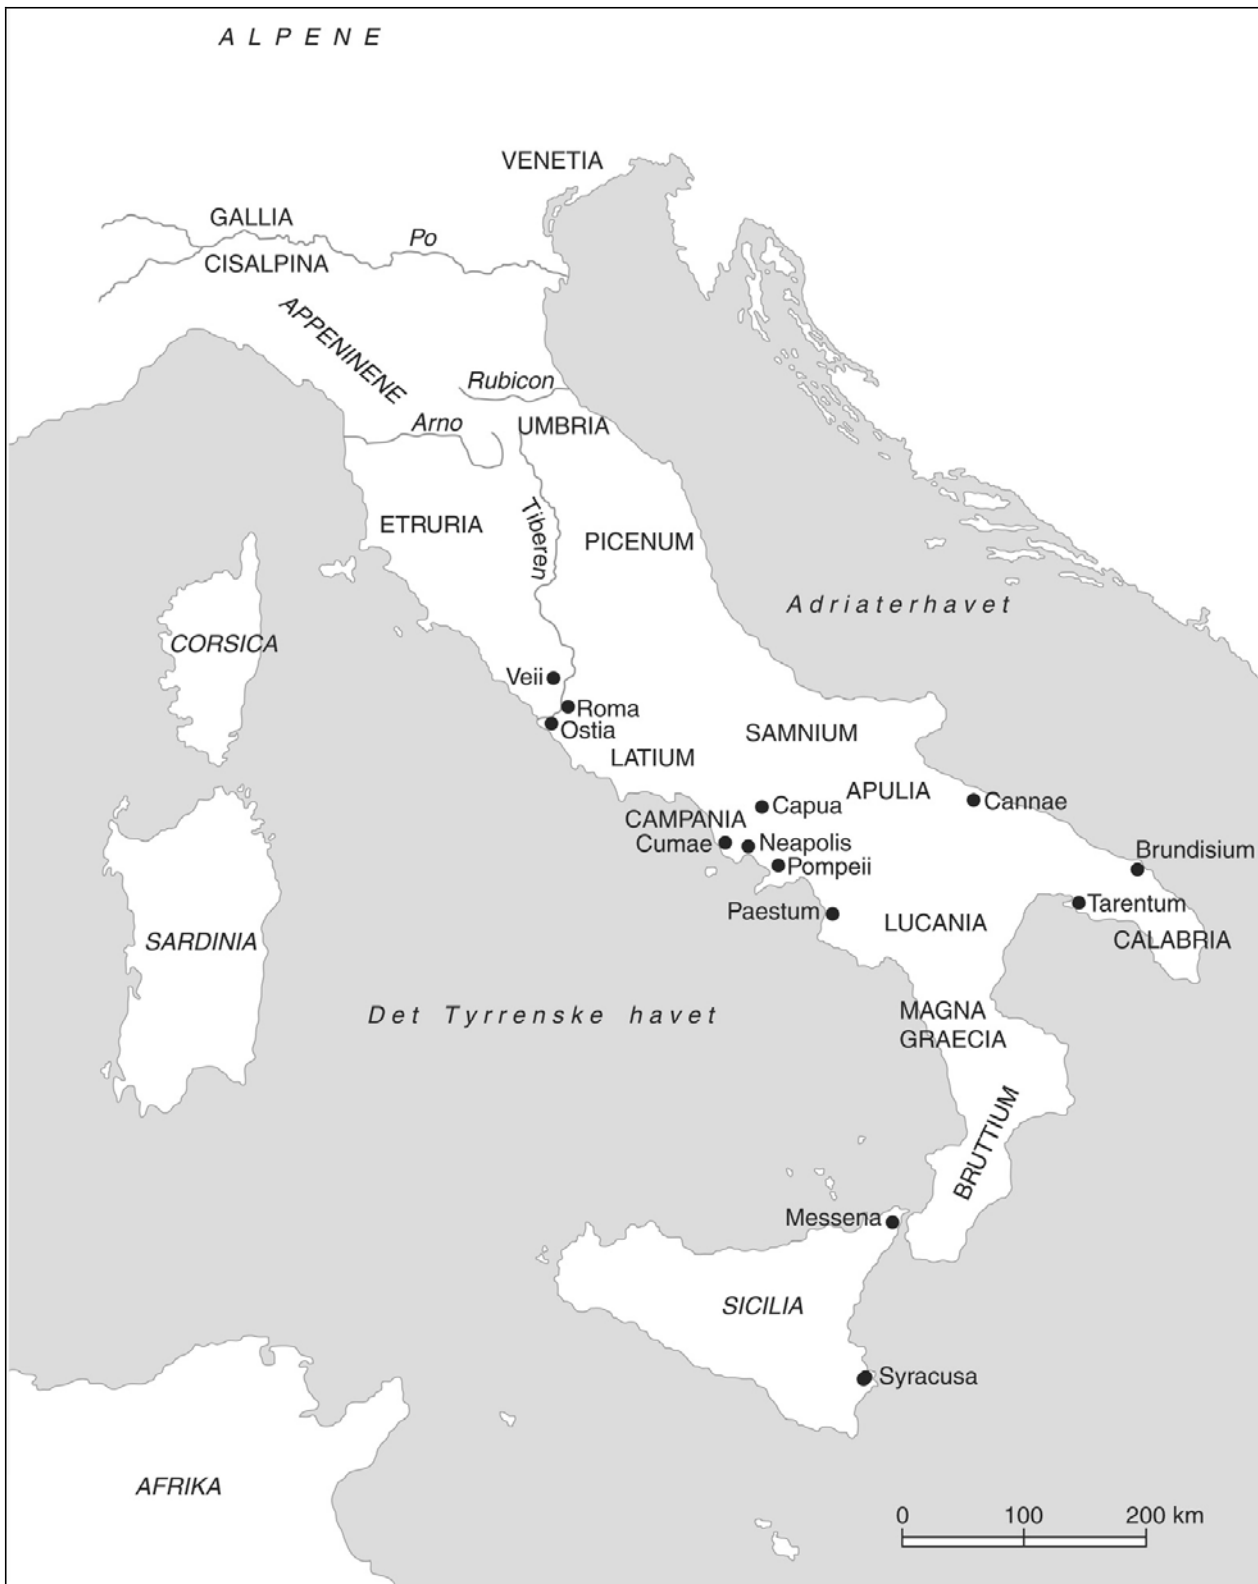 ALPENE
VENETIA
GALLIA
Po
CISALPINA
APPENINENE
Rubicon
Arno
UMBRIA
ETRURIA
Tiberen
PICENUM
Adriaterhavet
CORSICA
Veii
Roma
Ostia
SAMNIUM
LATIUM
APULIA
Cannae
Capua
CAMPANIA
Cumae
Neapolis
Brundisium
Pompeii
Tarentum
Paestum
LUCANIA
CALABRIA
SARDINIA
Det Tyrrenske havet
MAGNA
GRAECIA
BRUTTIUM
Messena
SICILIA
Syracusa
AFRIKA
0 100 200 km